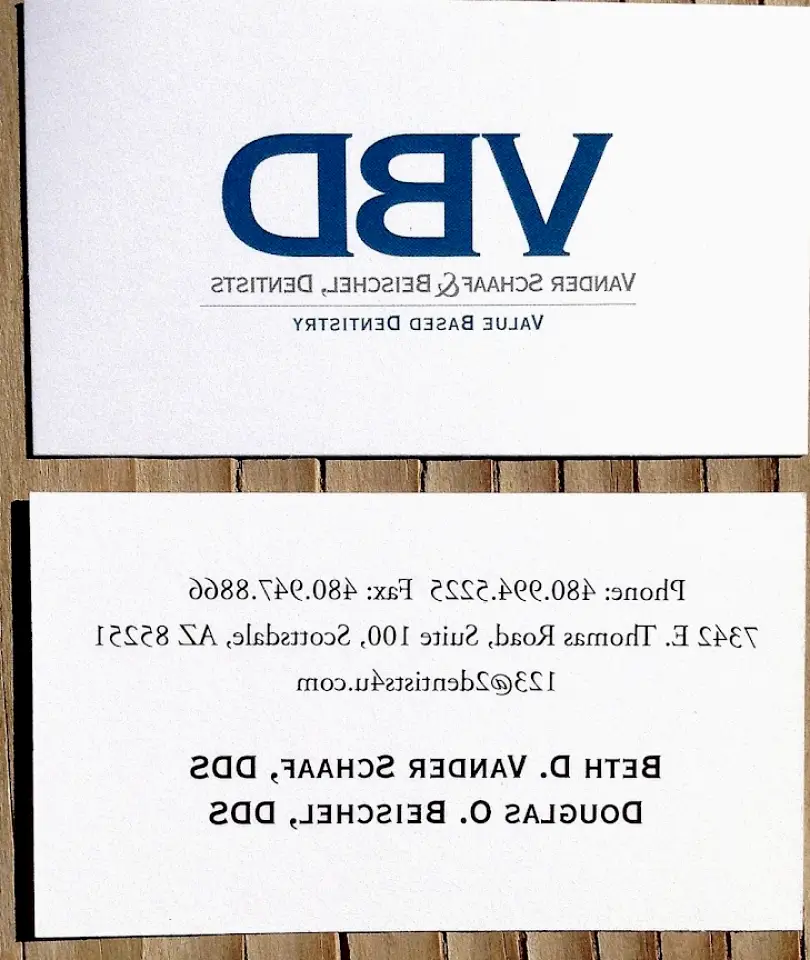 VBD
Vander Schaaf & Beischel, Dentists
Value Based Dentistry
Phone: 480.994.5225 Fax: 480.947.8866
7342 E. Thomas Road, Suite 100, Scottsdale, AZ 85251
123@2dentists4u.com
Beth D. Vander Schaaf, DDS
Douglas O. Beischel, DDS